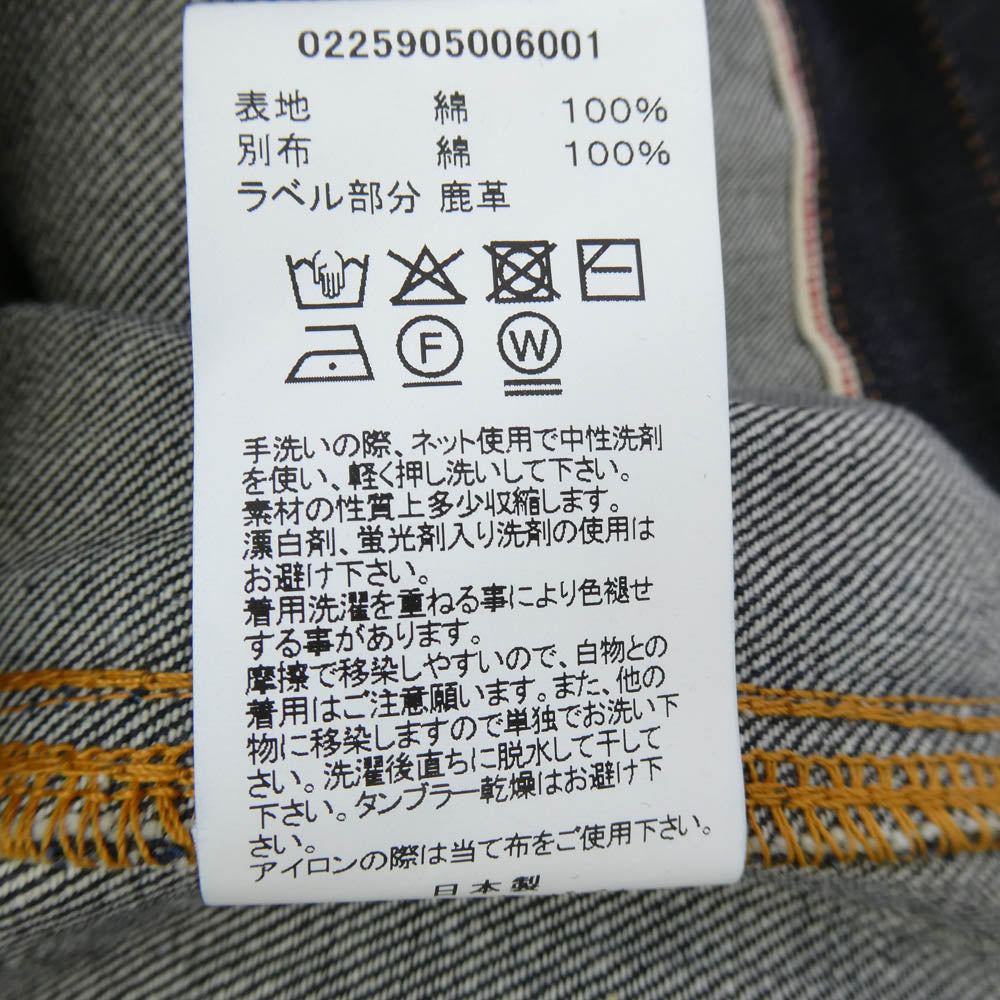 0225905006001
表地 綿 100%
別布 綿 100%
ラベル部分 鹿革
F W
手洗いの際、ネット使用で中性洗剤
を使い、軽く押し洗いして下さい。
素材の性質上多少収縮します。
漂白剤、蛍光剤入り洗剤の使用は
お避け下さい。
着用洗濯を重ねる事により色褪せ
する事があります。
摩擦で移染しやすいので、白物との
着用はご注意願います。また、他の
物に移染しますので単独でお洗い下
さい。洗濯後直ちに脱水して干して
下さい。タンブラー乾燥はお避け下
さい。
アイロンの際は当て布をご使用下さい。
日本製